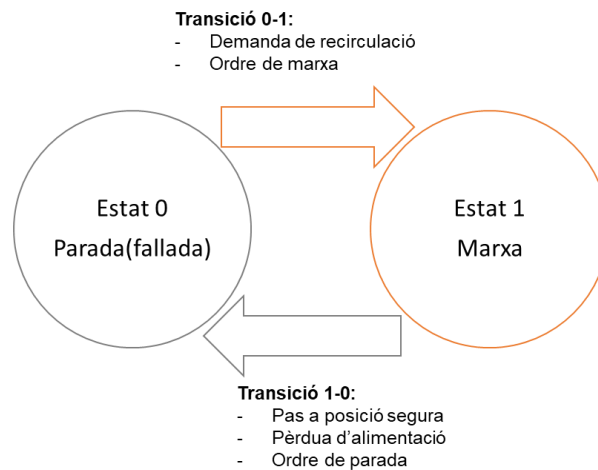 Transició 0-1:
- Demanda de recirculació
- Ordre de marxa
Estat 0
Parada(fallada)
Estat 1
Marxa
Transició 1-0:
- Pas a posició segura
- Pèrdua d'alimentació
- Ordre de parada